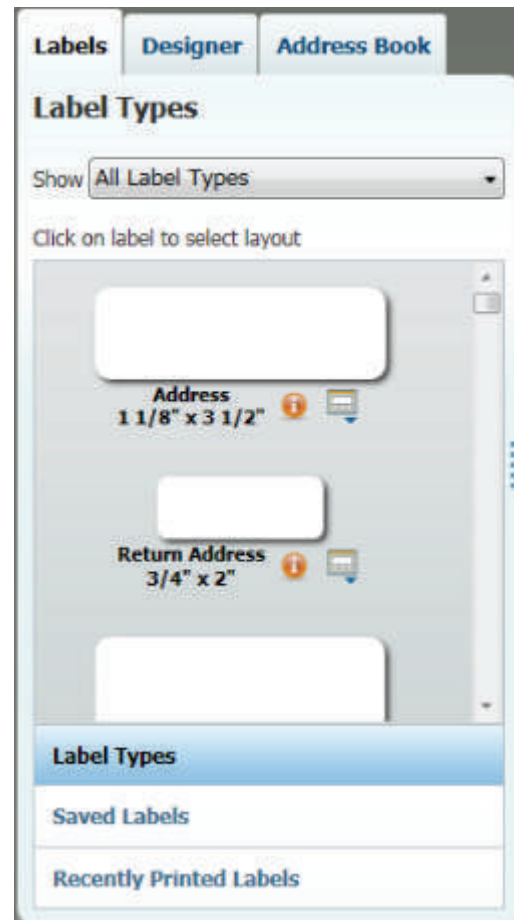 Labels Designer Address Book
Label Types
Show All Label Types
Click on label to select layout
Address
1 1/8" x 3 1/2"
Return Address
3/4" x 2"
Label Types
Saved Labels
Recently Printed Labels